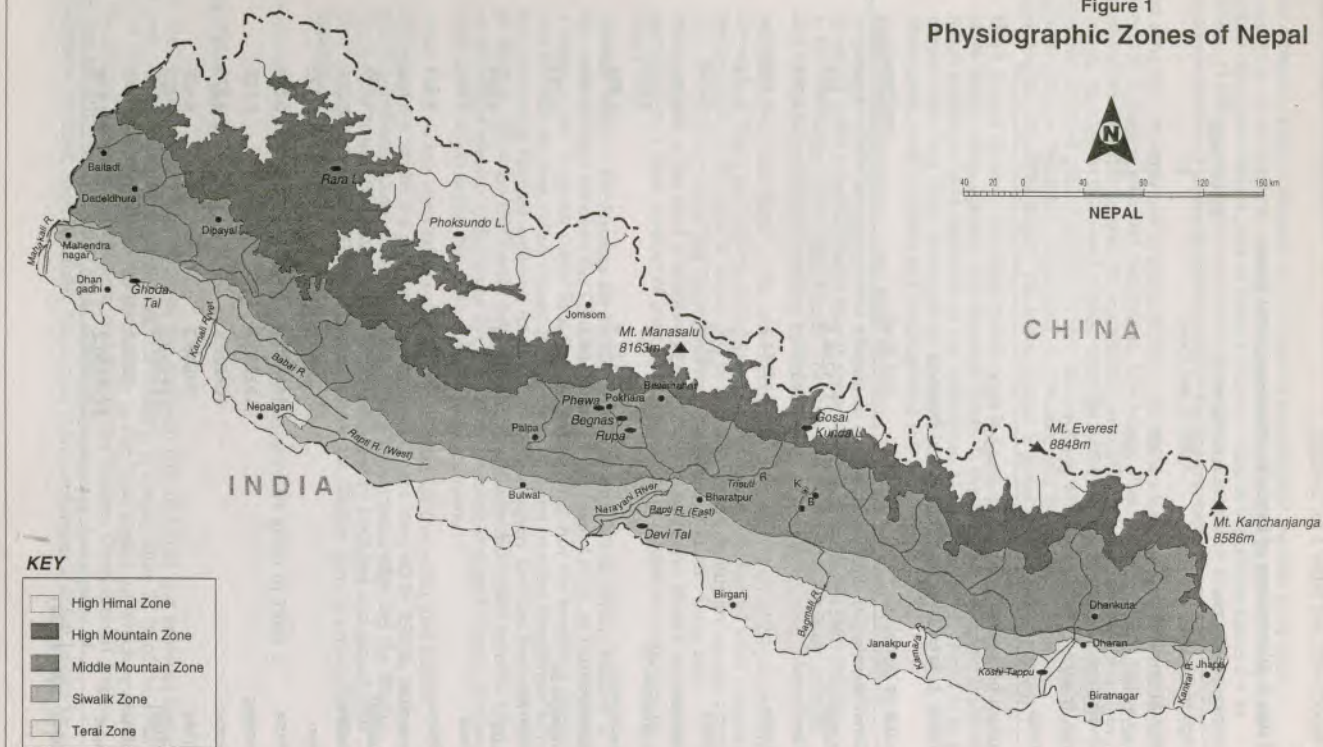 Figure 1
Physiographic Zones of Nepal
N
40 20 0 40 80 120 160 km
NEPAL
Baitadi
Dadeldhura
Rara L.
Dipayal
Phoksundo L.
Mahakali R.
Mahendra
nagar
Dhan
gadhi
Ghoda
Tal
Karnali River
Jomsom
Mt. Manasalu
8163m
CHINA
Babai R.
Nepalganj
Phewa
Pokhara
Begnas
Rupa
Palpa
Gosai
Kunda L.
Mt. Everest
8848m
Rapti R. (West)
INDIA
Butwal
Narayani River
Trisuli R.
Bharatpur
K
B
Rapti R. (East)
Devi Tal
Mt. Kanchanjanga
8586m
KEY
High Himal Zone
High Mountain Zone
Middle Mountain Zone
Siwalik Zone
Terai Zone
Birganj
Bagmati R.
Janakpur
Kamala R.
Dhankuta
Dharan
Koshi Tappu
Biratnagar
Kankai R.
Jhapa